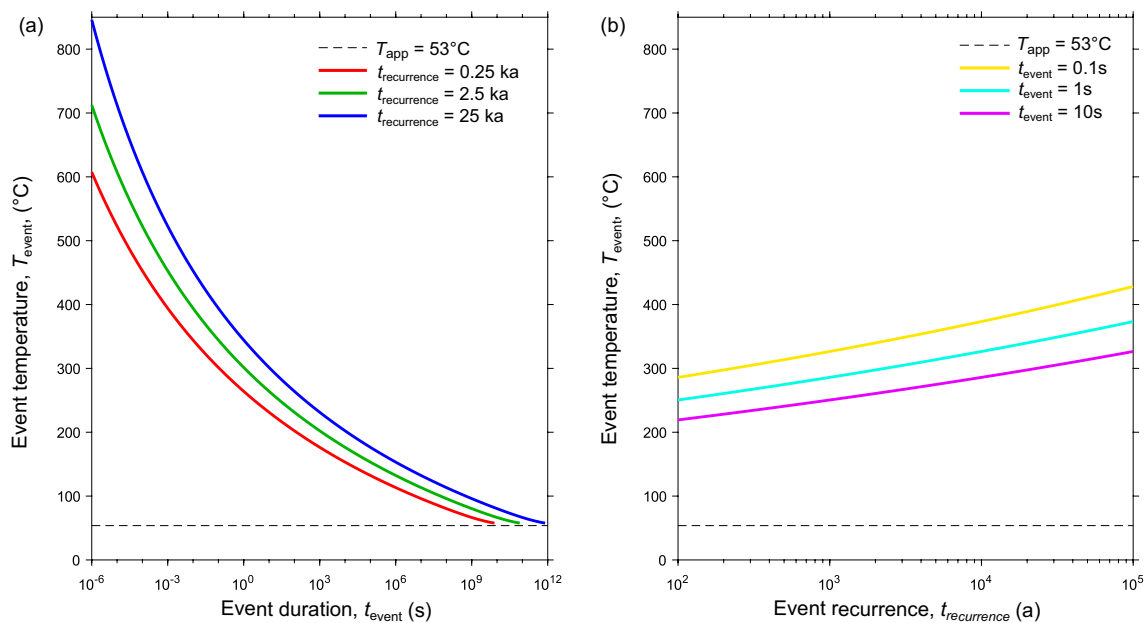 (a)
T_app = 53°C
t_recurrence = 0.25 ka
t_recurrence = 2.5 ka
t_recurrence = 25 ka
Event temperature, T_event, (°C)
800
700
600
500
400
300
200
100
0
10^-6
10^-3
10^0
10^3
10^6
10^9
10^12
Event duration, t_event (s)
(b)
T_app = 53°C
t_event = 0.1s
t_event = 1s
t_event = 10s
Event temperature, T_event, (°C)
800
700
600
500
400
300
200
100
0
10^2
10^3
10^4
10^5
Event recurrence, t_recurrence (a)